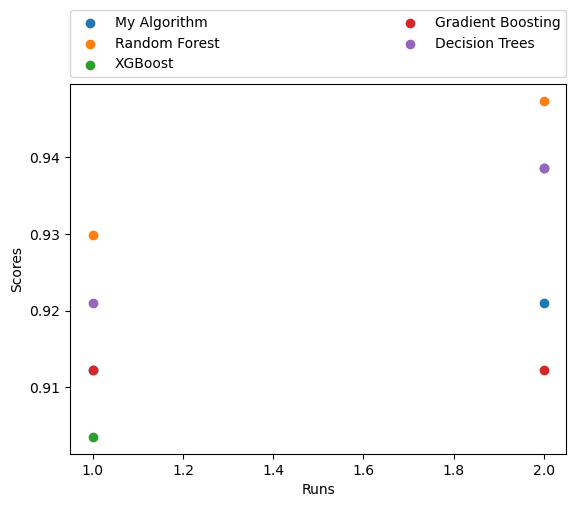 My Algorithm
Random Forest
XGBoost
Gradient Boosting
Decision Trees
0.94
0.93
0.92
0.91
Scores
1.0 1.2 1.4 1.6 1.8 2.0
Runs